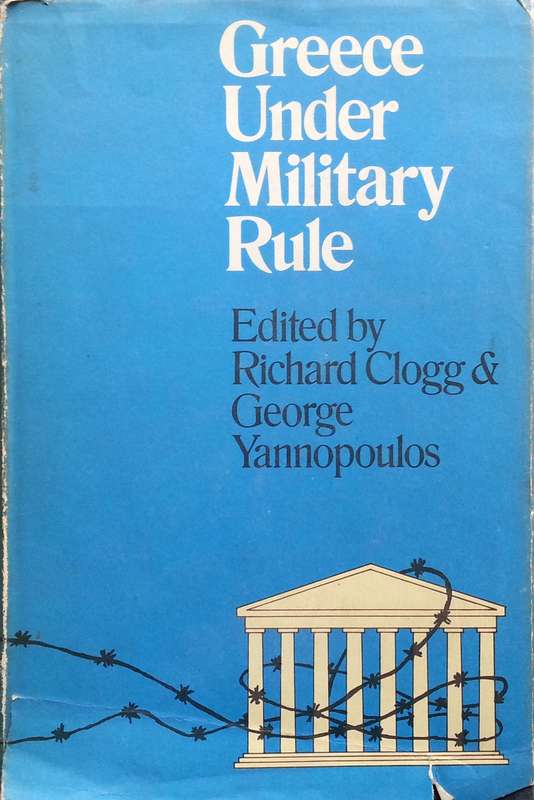 Greece
Under
Military
Rule
Edited by
Richard Clogg &
George
Yannopoulos